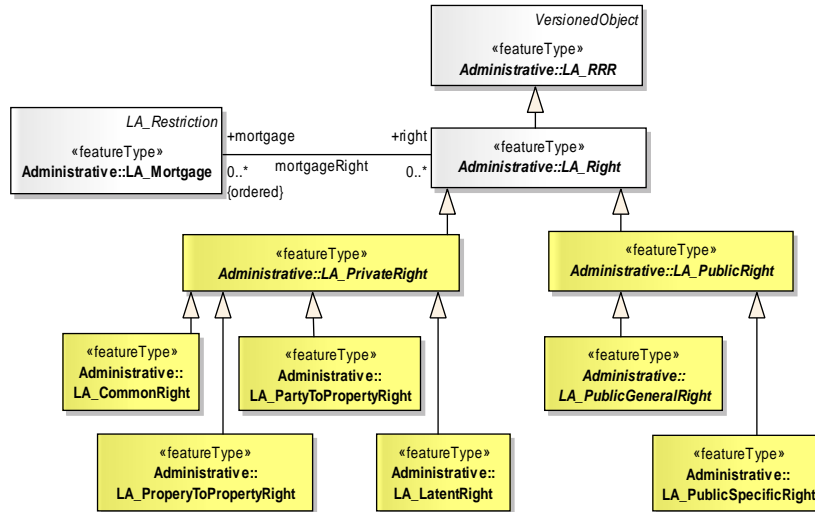 VersionedObject
«featureType»
Administrative::LA_RRR
LA_Restriction
«featureType»
Administrative::LA_Mortgage
+mortgage
+right
mortgageRight
0..*
0..*
{ordered}
«featureType»
Administrative::LA_Right
«featureType»
Administrative::LA_PrivateRight
«featureType»
Administrative::LA_PublicRight
«featureType»
Administrative::
LA_CommonRight
«featureType»
Administrative::
LA_PartyToPropertyRight
«featureType»
Administrative::
LA_PublicGeneralRight
«featureType»
Administrative::
LA_ProperyToPropertyRight
«featureType»
Administrative::
LA_LatentRight
«featureType»
Administrative::
LA_PublicSpecificRight